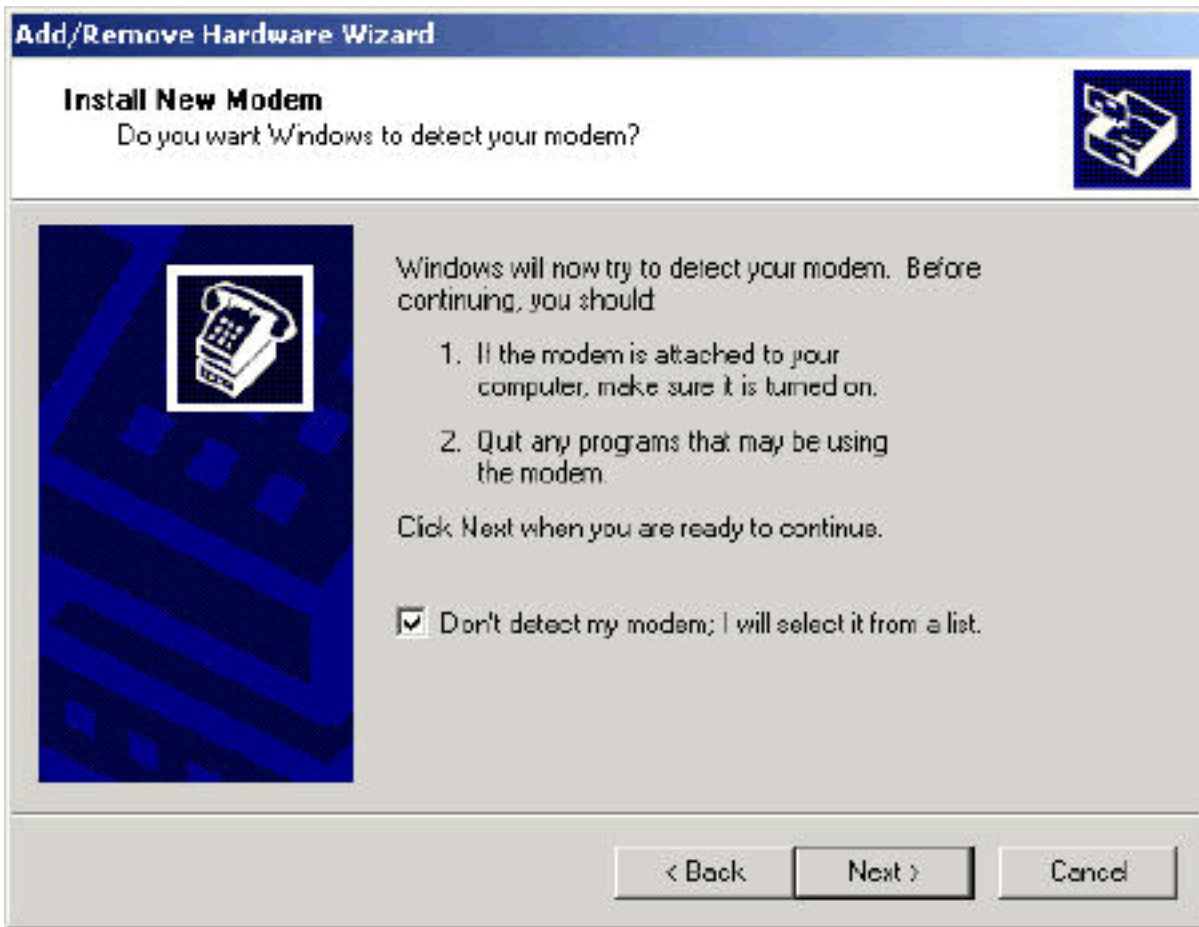 Add/Remove Hardware Wizard
Install New Modem
Do you want Windows to detect your modem?
Windows will now try to detect your modem. Before
continuing, you should:
1. If the modem is attached to your
computer, make sure it is turned on.
2. Quit any programs that may be using
the modem.
Click Next when you are ready to continue.
Don't detect my modem; I will select it from a list.
< Back
Next >
Cancel